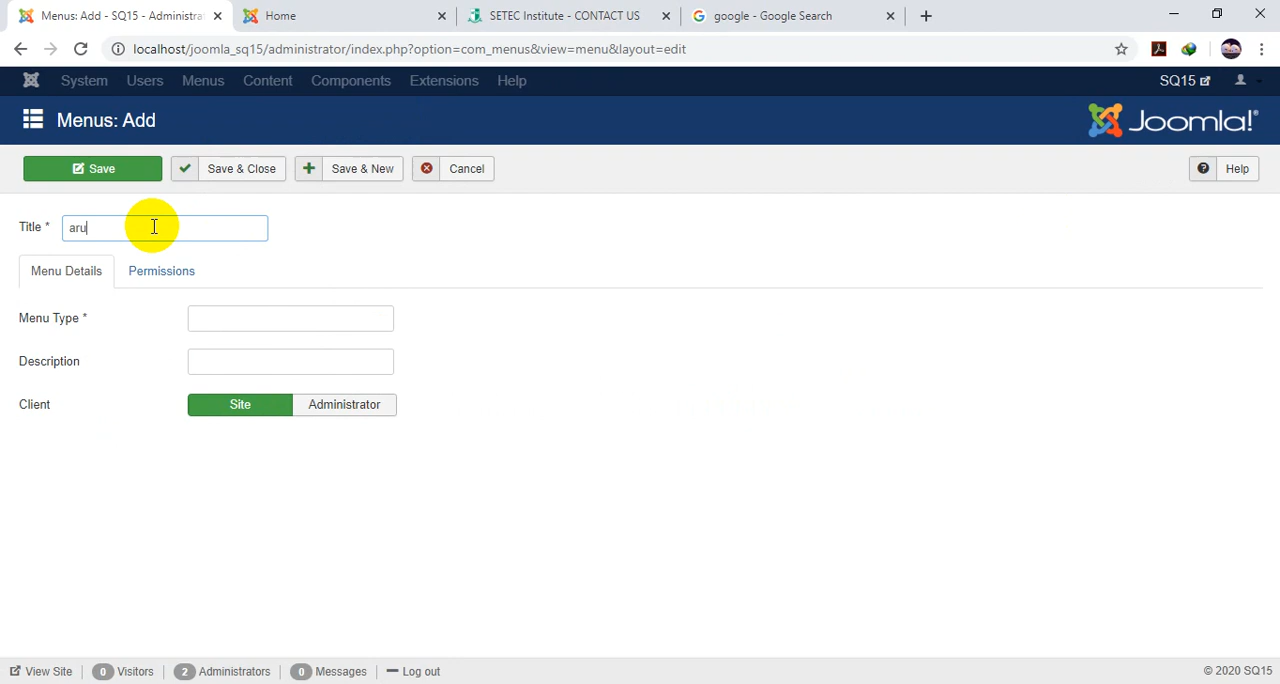 Menus: Add - SQ15 - Administra
Home
SETEC Institute - CONTACT US
google - Google Search
localhost/joomla_sq15/administrator/index.php?option=com_menus&view=menu&layout=edit
System Users Menus Content Components Extensions Help SQ15
Menus: Add Joomla!®
Save Save & Close Save & New Cancel Help
Title * aru
Menu Details Permissions
Menu Type *
Description
Client Site Administrator
View Site 0 Visitors 2 Administrators 0 Messages Log out © 2020 SQ15